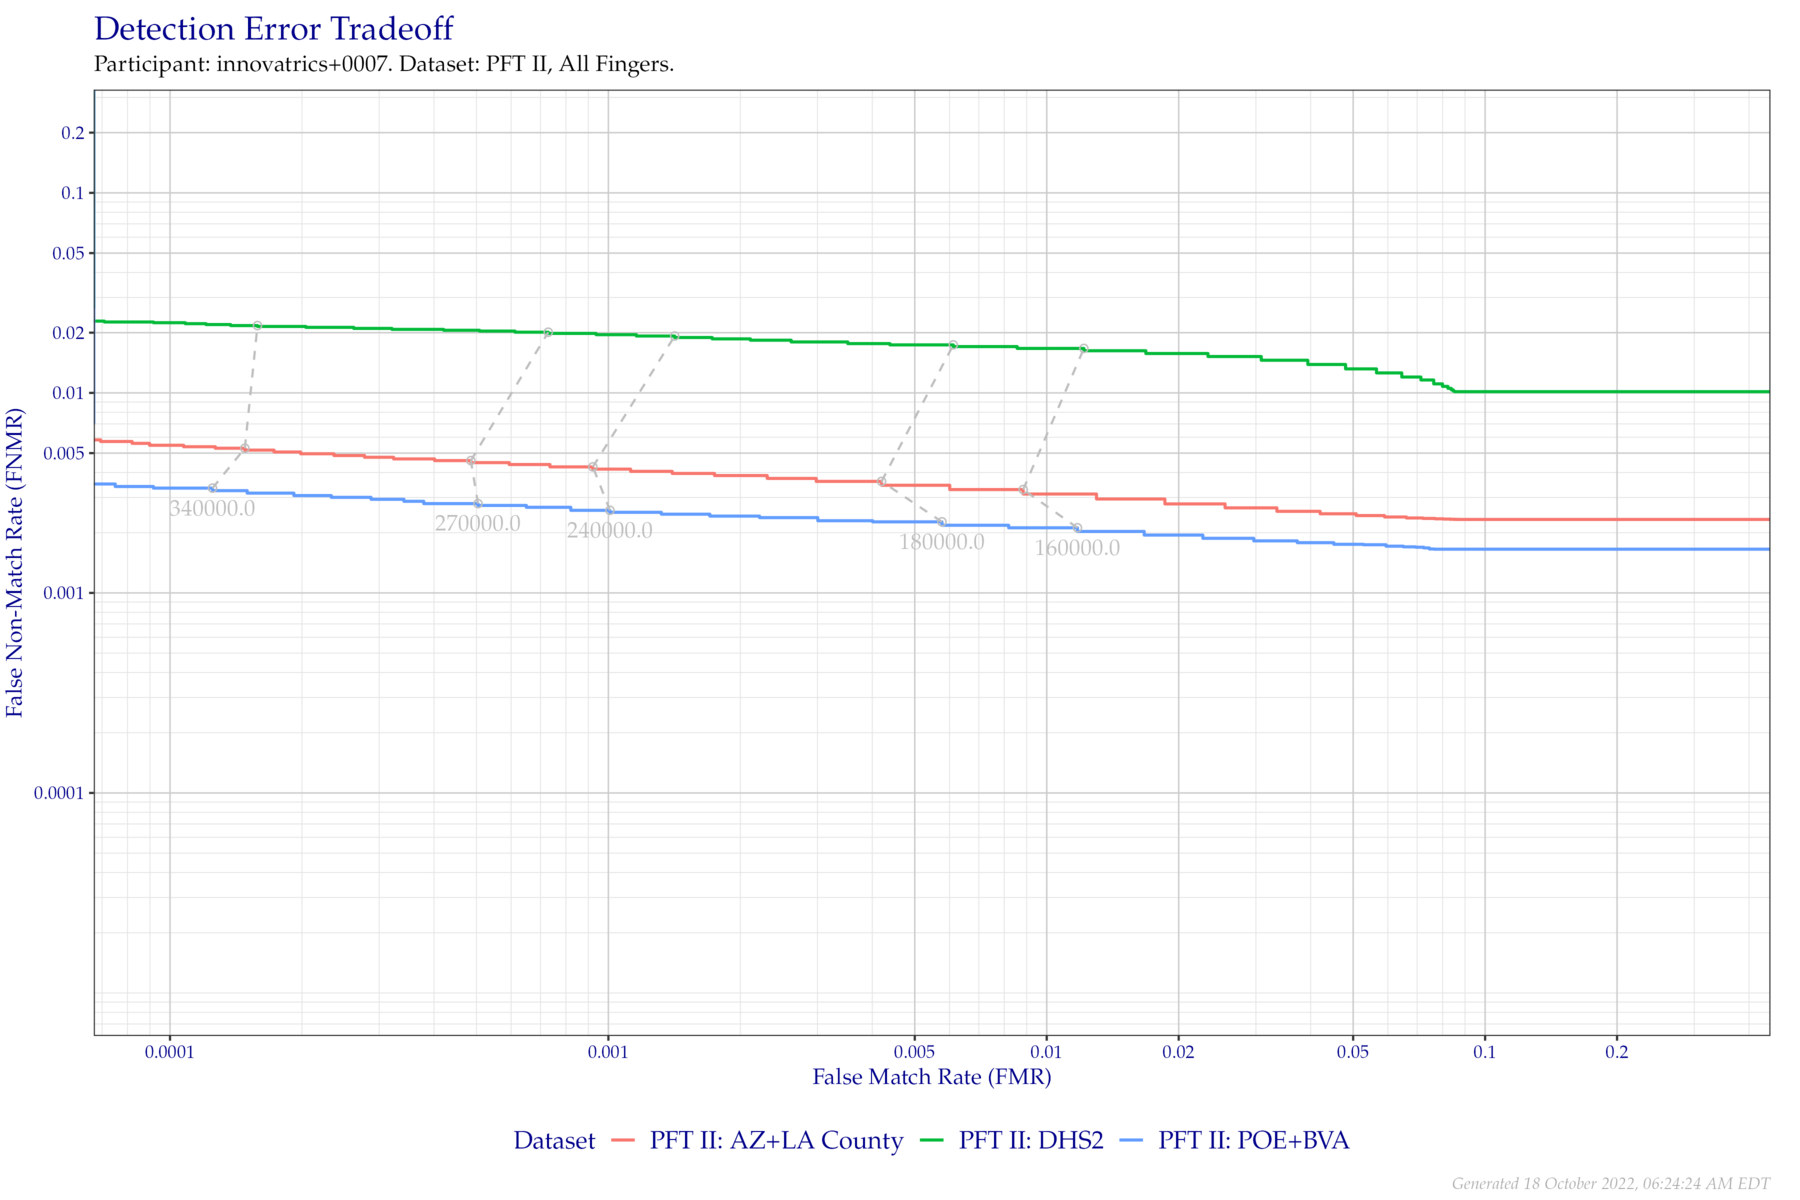 Detection Error Tradeoff
Participant: innovatrics+0007. Dataset: PFT II, All Fingers.
False Non-Match Rate (FNMR)
0.2
0.1
0.05
0.02
0.01
0.005
0.001
0.0001
340000.0
270000.0
240000.0
180000.0
160000.0
0.0001 0.001 0.005 0.01 0.02 0.05 0.1 0.2
False Match Rate (FMR)
Dataset PFT II: AZ+LA County PFT II: DHS2 PFT II: POE+BVA
Generated 18 October 2022, 06:24:24 AM EDT